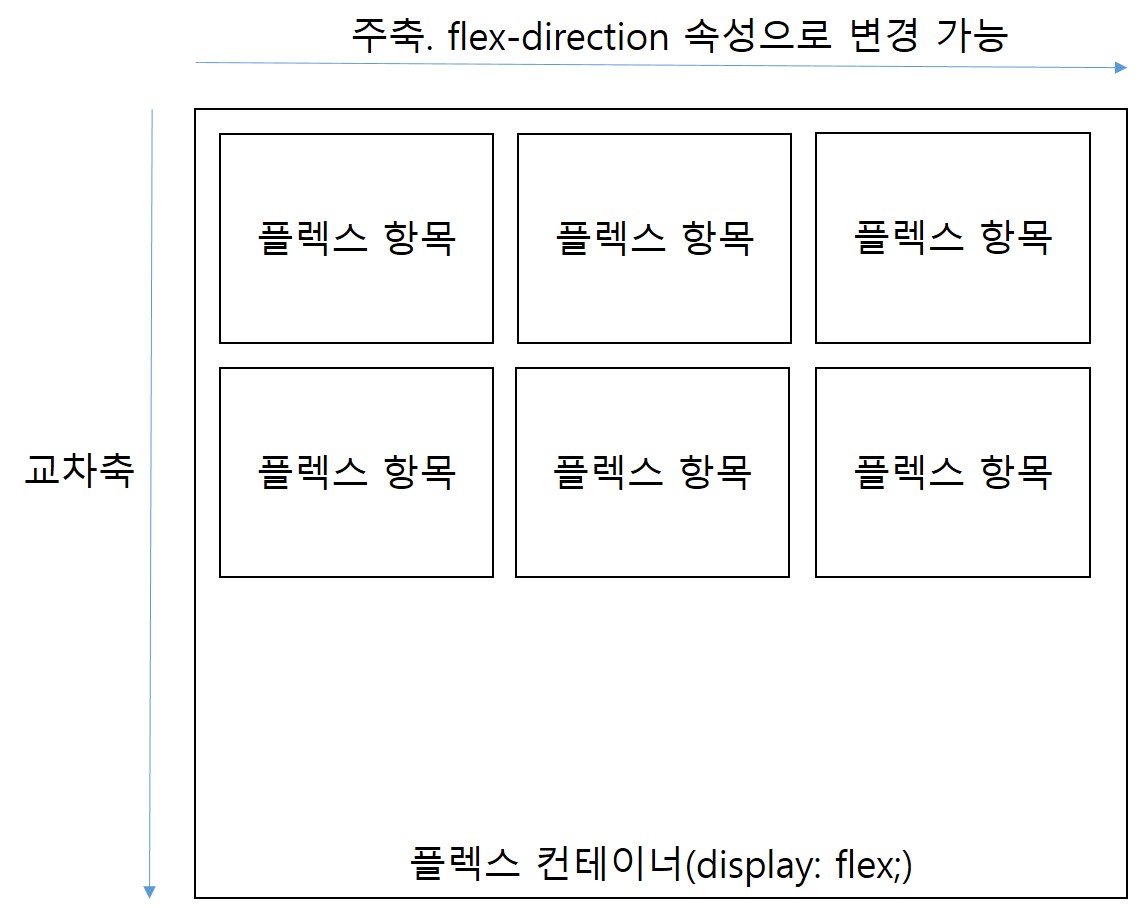 주축. flex-direction 속성으로 변경 가능
플렉스 항목 플렉스 항목 플렉스 항목
교차축
플렉스 항목 플렉스 항목 플렉스 항목
플렉스 컨테이너(display: flex;)